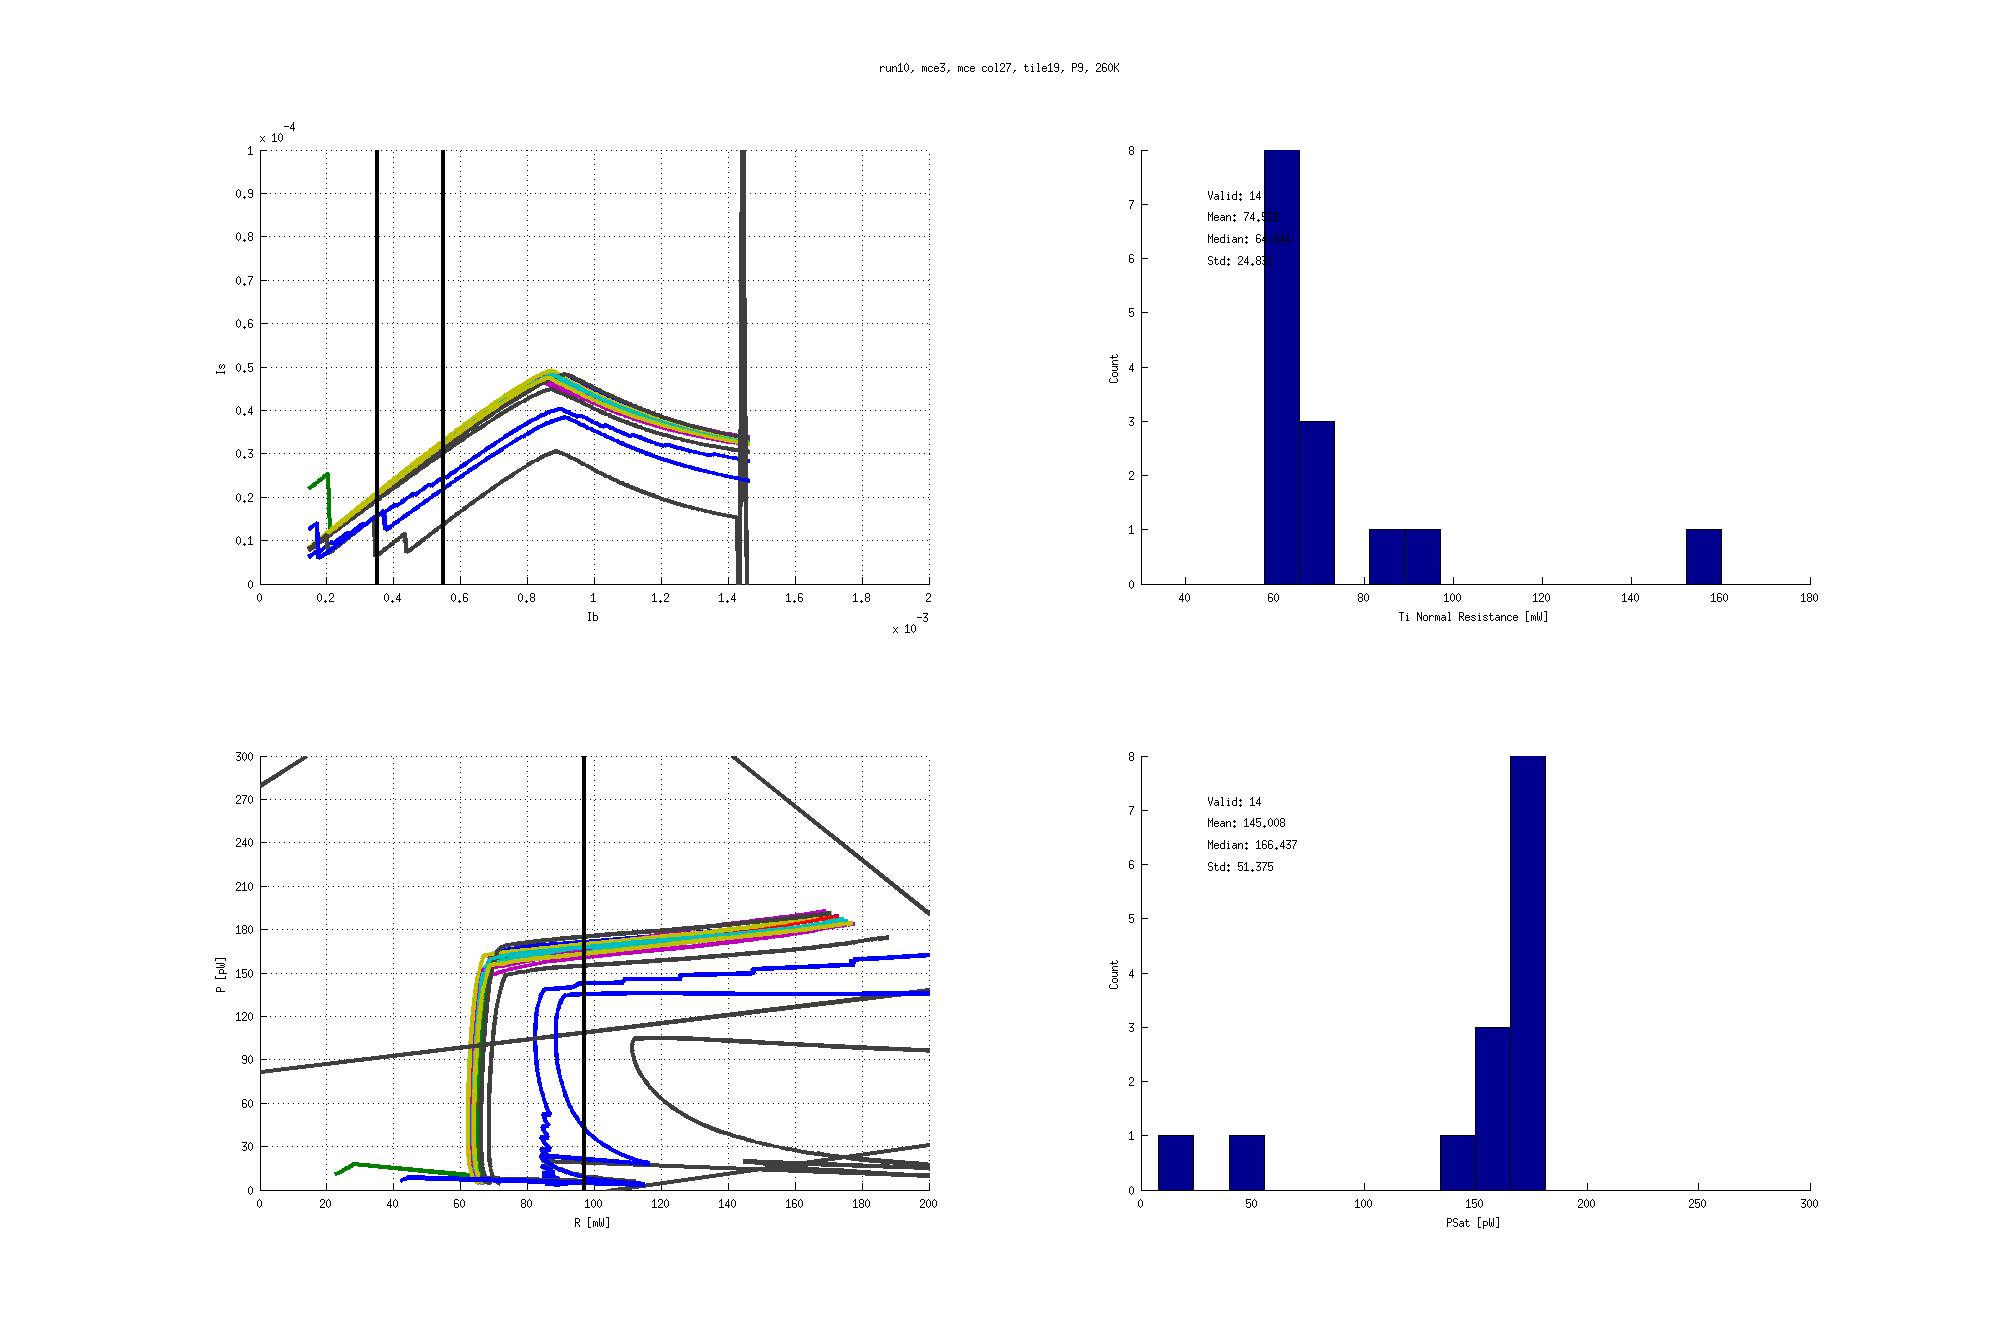 run10, mce3, mce col27, tile19, P9, 260K
x 10^-4
1
0.9
0.8
0.7
0.6
0.5
0.4
0.3
0.2
0.1
0
Is
0 0.2 0.4 0.6 0.8 1 1.2 1.4 1.6 1.8 2
Ib
x 10^-3
8
7
6
5
4
3
2
1
0
Count
Valid: 14
Mean: 74.
Median: 64.644
Std: 24.831
40 60 80 100 120 140 160 180
Ti Normal Resistance [mW]
300
270
240
210
180
150
120
90
60
30
0
P [pW]
0 20 40 60 80 100 120 140 160 180 200
R [mW]
8
7
6
5
4
3
2
1
0
Count
Valid: 14
Mean: 145.008
Median: 166.437
Std: 51.375
0 50 100 150 200 250 300
PSat [pW]